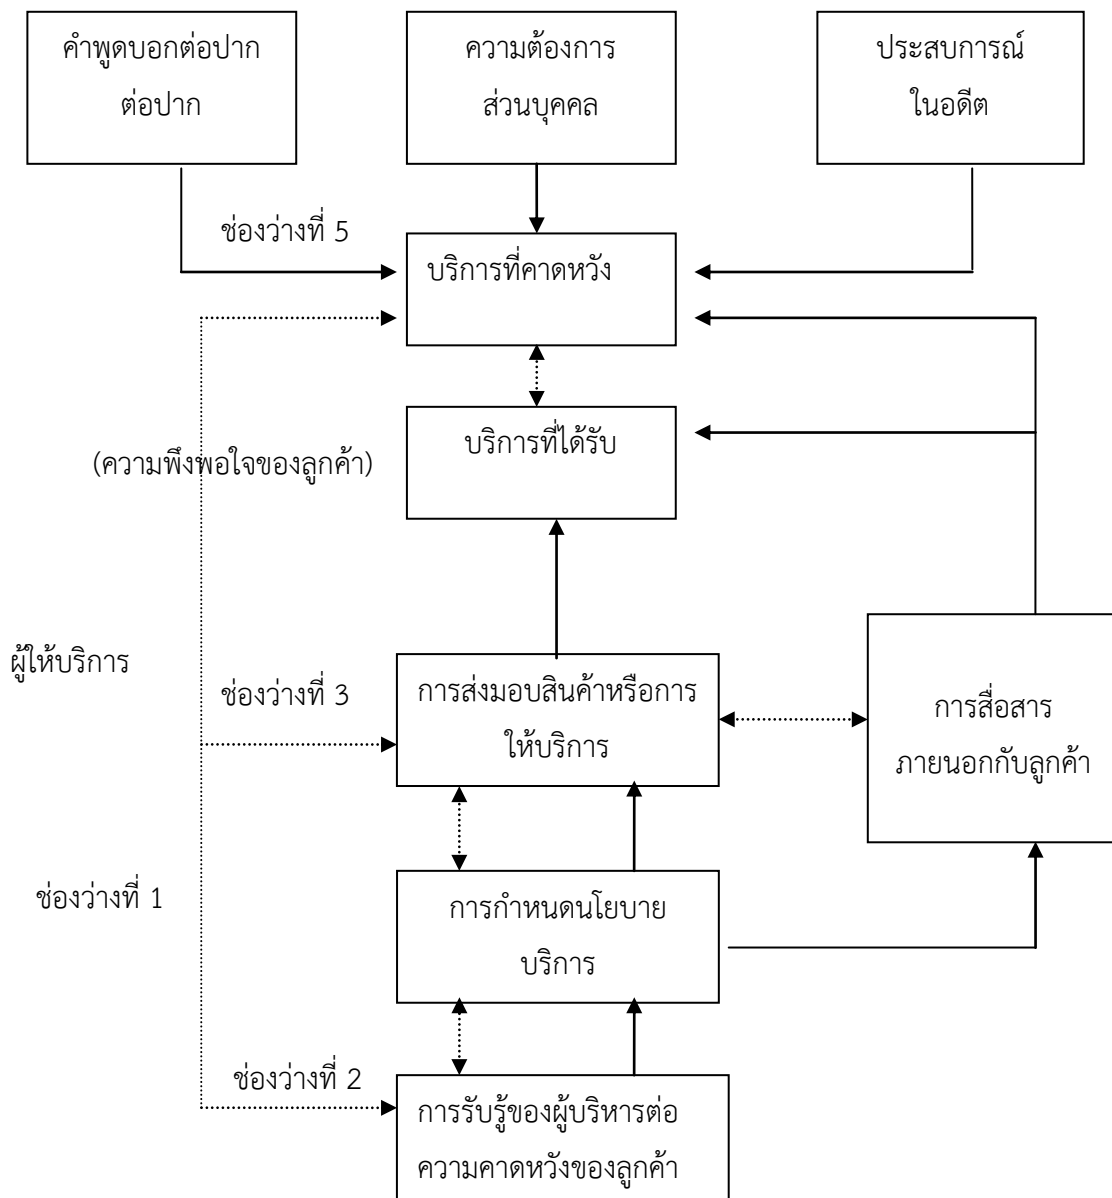 คำพูดบอกต่อปาก
ต่อปาก
ความต้องการ
ส่วนบุคคล
ประสบการณ์
ในอดีต
ช่องว่างที่ 5
บริการที่คาดหวัง
บริการที่ได้รับ
(ความพึงพอใจของลูกค้า)
ผู้ให้บริการ
ช่องว่างที่ 3
การส่งมอบสินค้าหรือการ
ให้บริการ
การสื่อสาร
ภายนอกกับลูกค้า
ช่องว่างที่ 1
การกำหนดนโยบาย
บริการ
ช่องว่างที่ 2
การรับรู้ของผู้บริหารต่อ
ความคาดหวังของลูกค้า